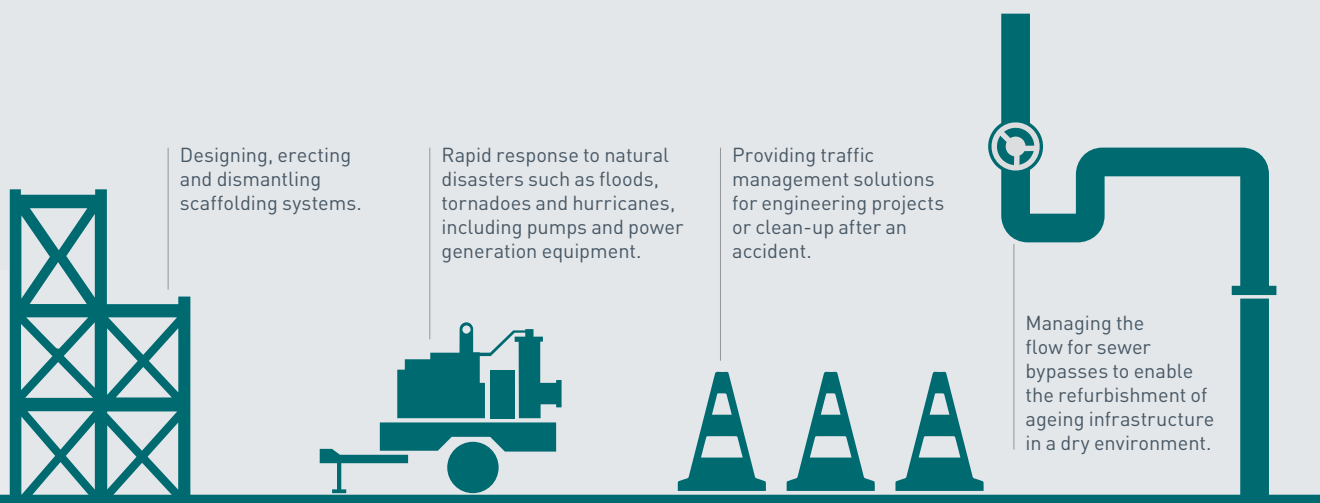 Designing, erecting
and dismantling
scaffolding systems.
Rapid response to natural
disasters such as floods,
tornadoes and hurricanes,
including pumps and power
generation equipment.
Providing traffic
management solutions
for engineering projects
or clean-up after an
accident.
Managing the
flow for sewer
bypasses to enable
the refurbishment of
ageing infrastructure
in a dry environment.